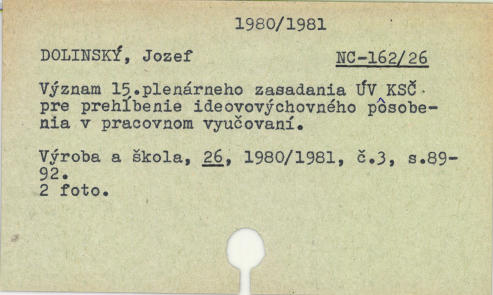 1980/1981
DOLINSKÝ, Jozef NC-162/26
Význam 15.plenárneho zasadania ÚV KSČ
pre prehĺbenie ideovovýchovného pôsobe-
nia v pracovnom vyučovaní.
Výroba a škola, 26, 1980/1981, č.3, s.89-
92.
2 foto.